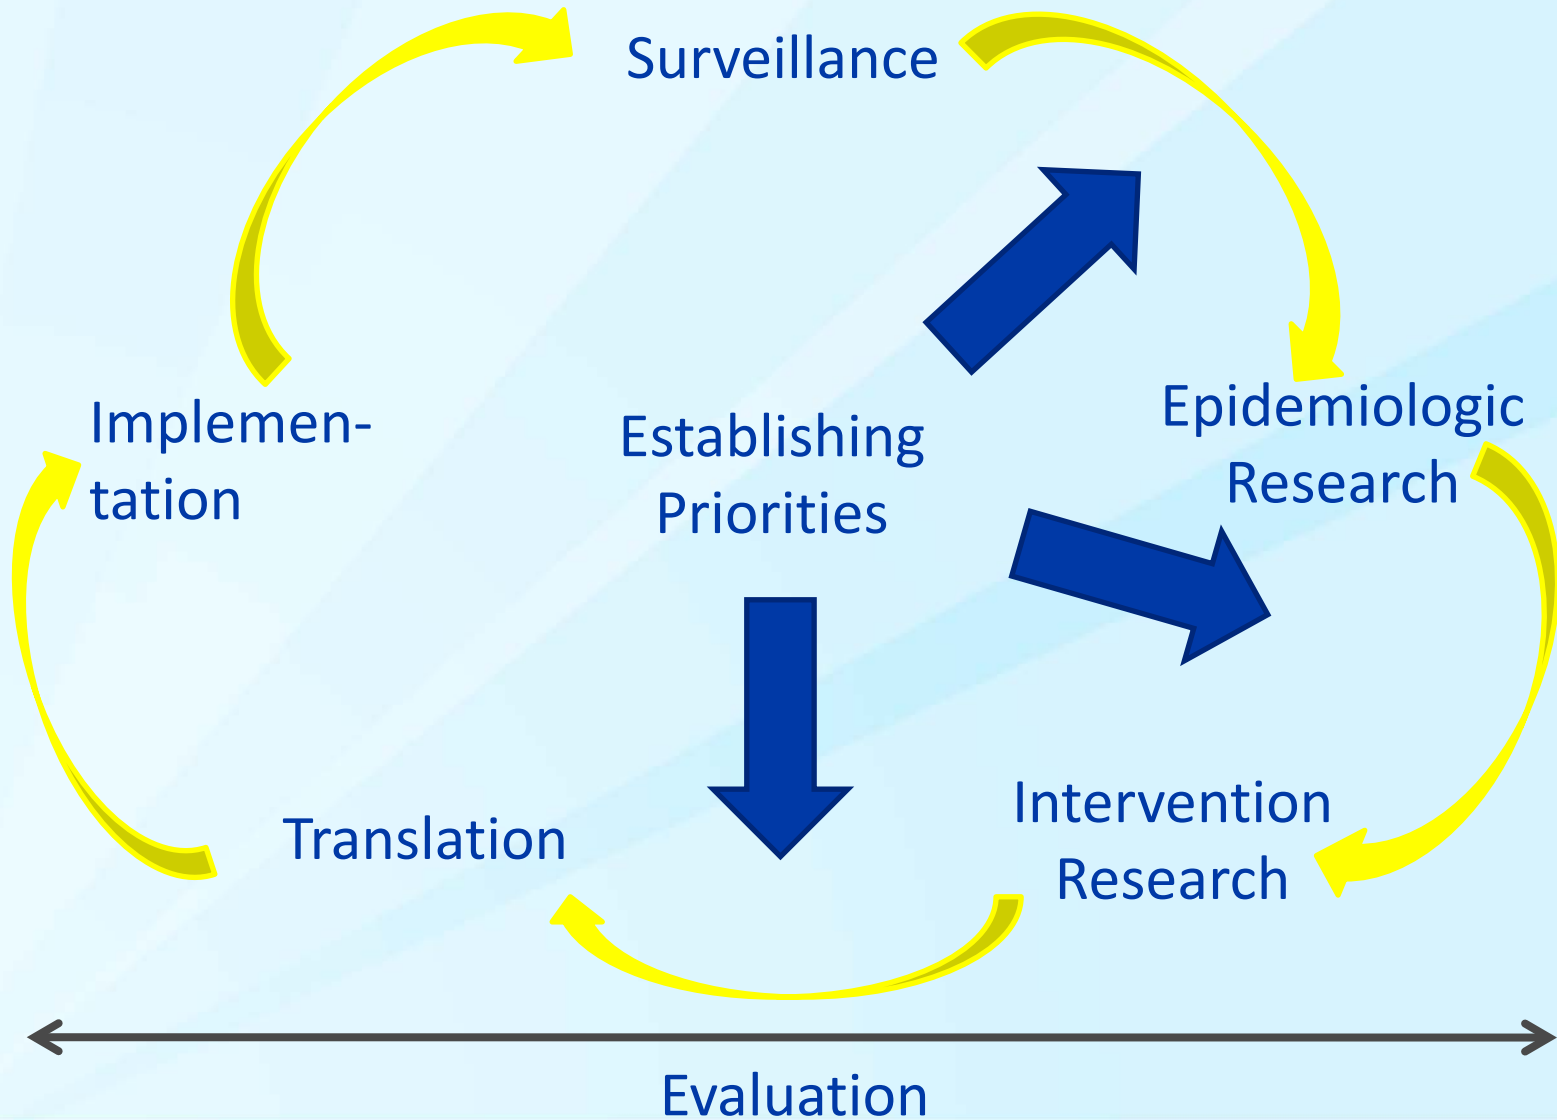 Surveillance
Epidemiologic
Research
Implemen-
tation
Establishing
Priorities
Intervention
Research
Translation
Evaluation